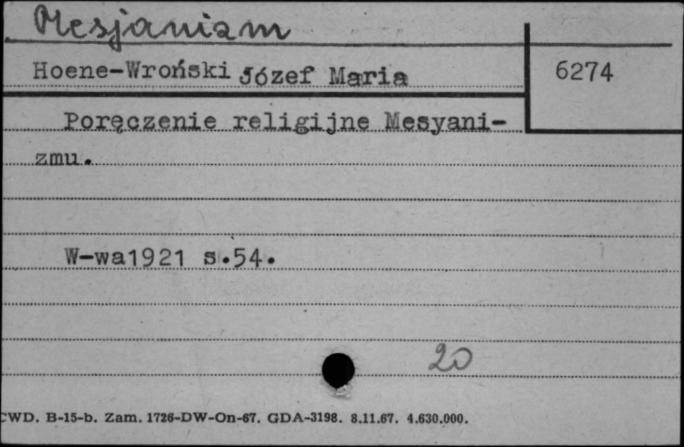 Mesjanizm
Hoene-Wroński Józef Maria
6274
Poręczenie religijne Mesyani-
zmu.
W-wa1921 s.54.
20
CWD. B-15-b. Zam. 1726-DW-On-67. GDA-3198. 8.11.67. 4.630.000.